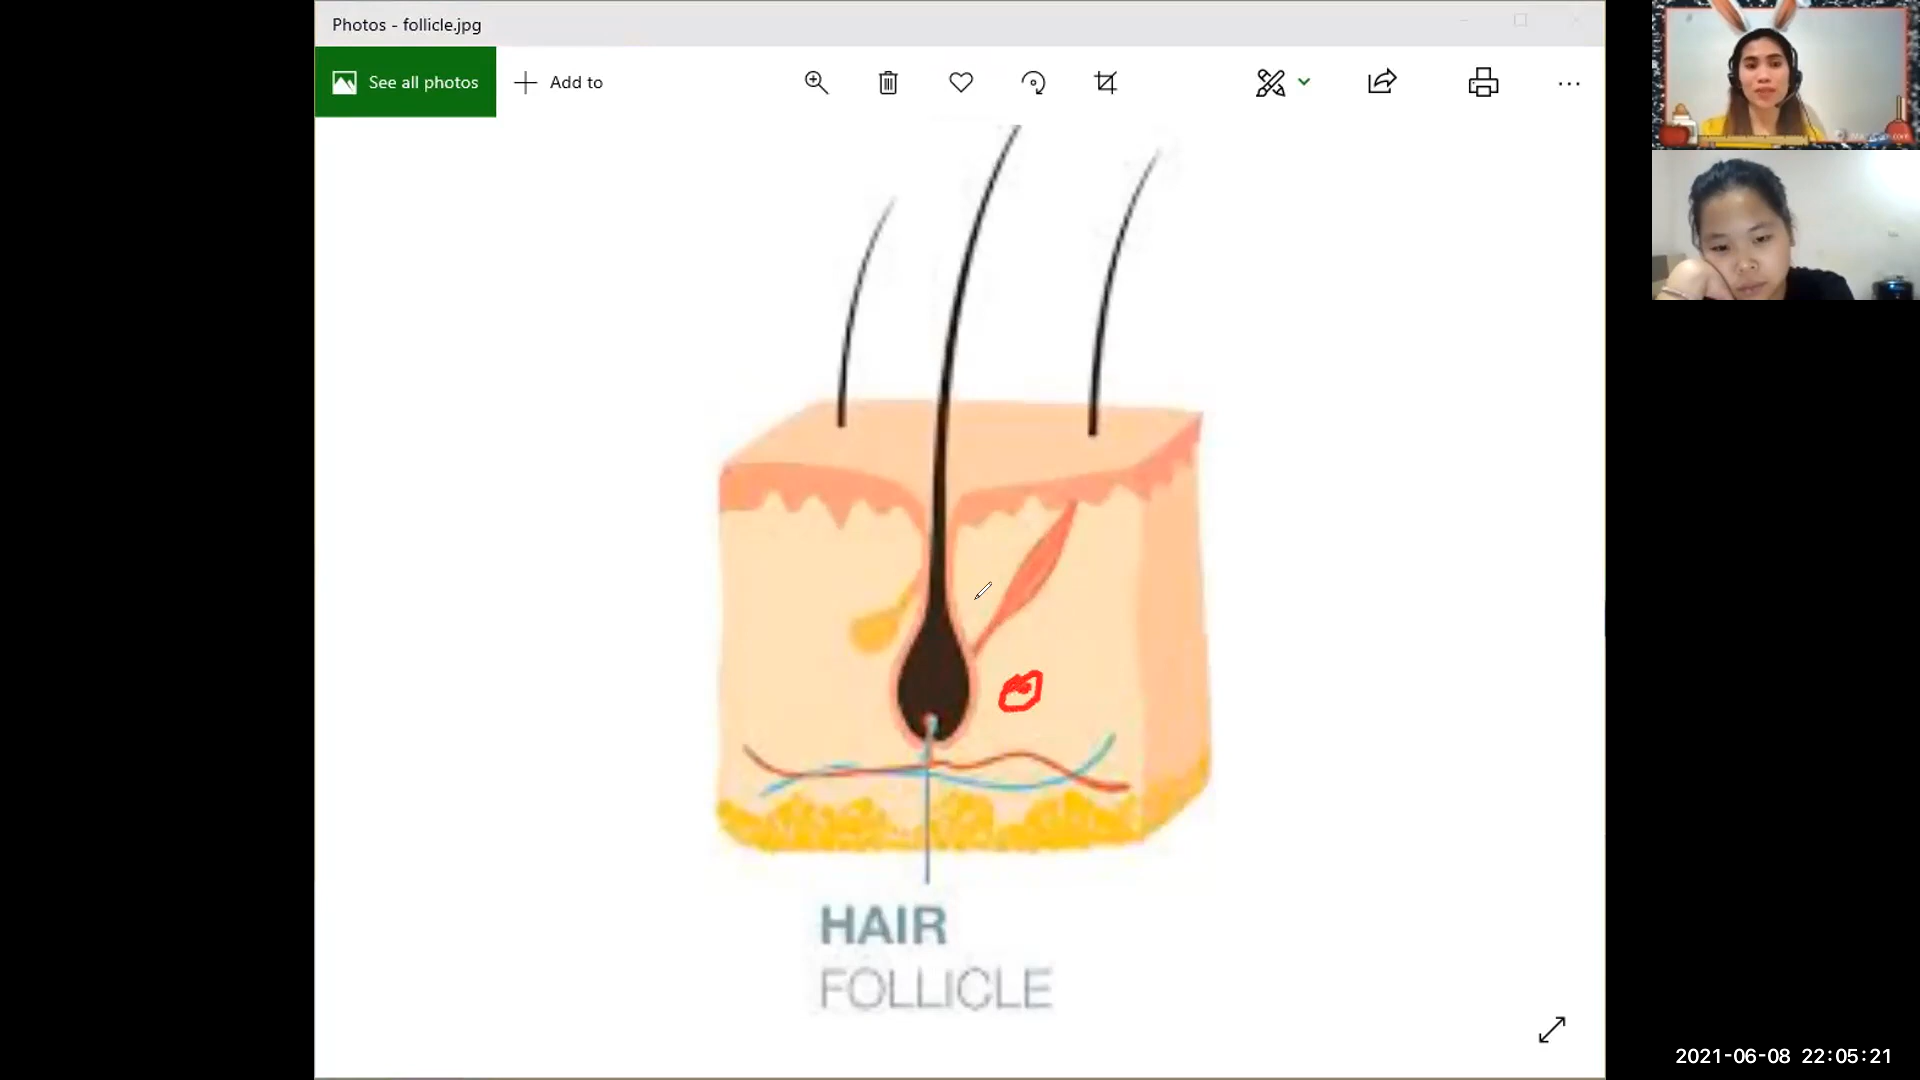 Photos - follicle.jpg
See all photos
Add to
HAIR
FOLLICLE
2021-06-08 22:05:21